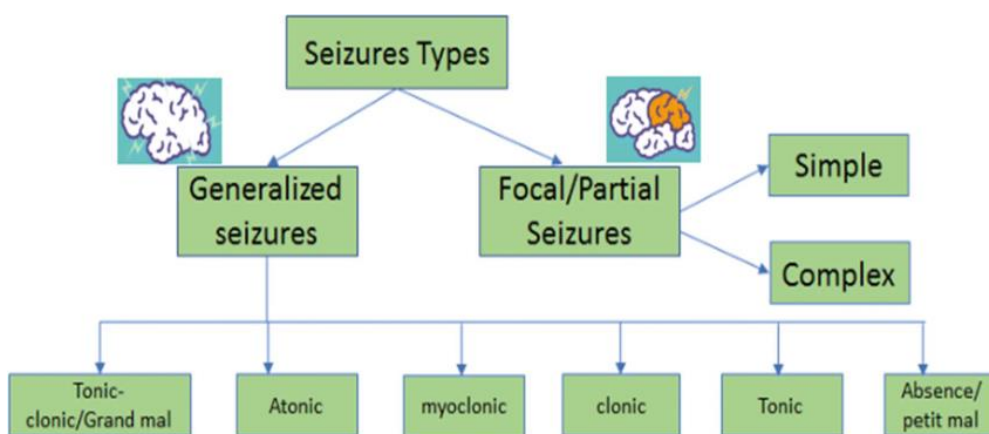 Seizures Types
Generalized
seizures
Focal/Partial
Seizures
Simple
Complex
Tonic-
clonic/Grand mal
Atonic
myoclonic
clonic
Tonic
Absence/
petit mal